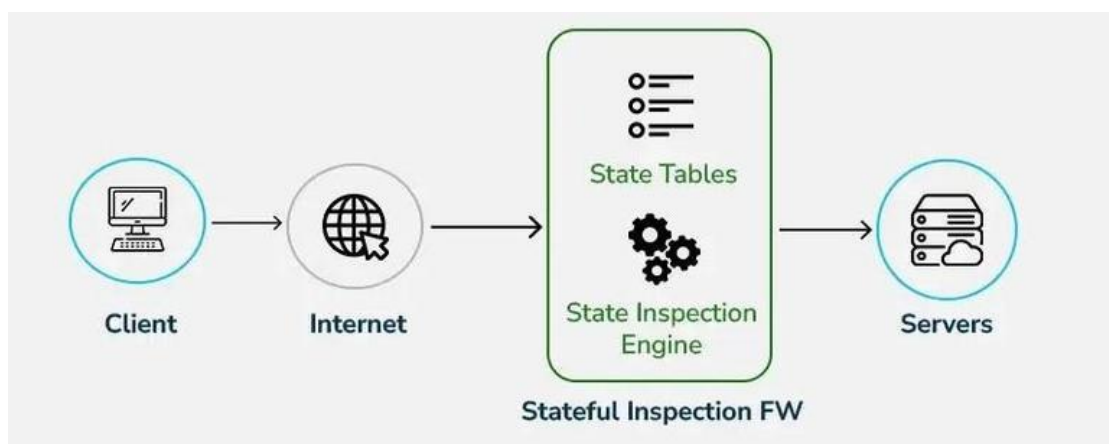 State Tables
State Inspection
Engine
Client
Internet
Servers
Stateful Inspection FW